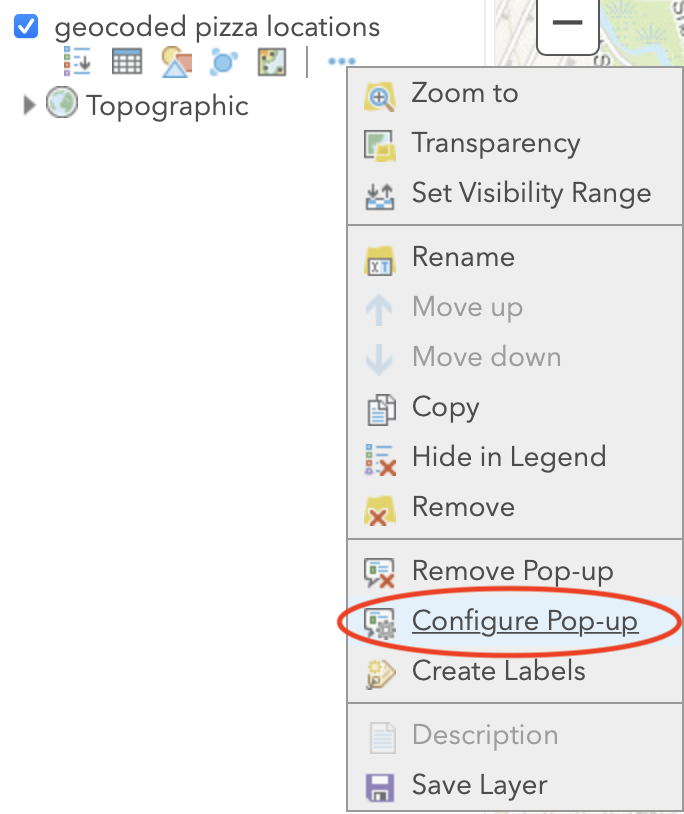 geocoded pizza locations
Topographic
Zoom to
Transparency
Set Visibility Range
Rename
Move up
Move down
Copy
Hide in Legend
Remove
Remove Pop-up
Configure Pop-up
Create Labels
Description
Save Layer